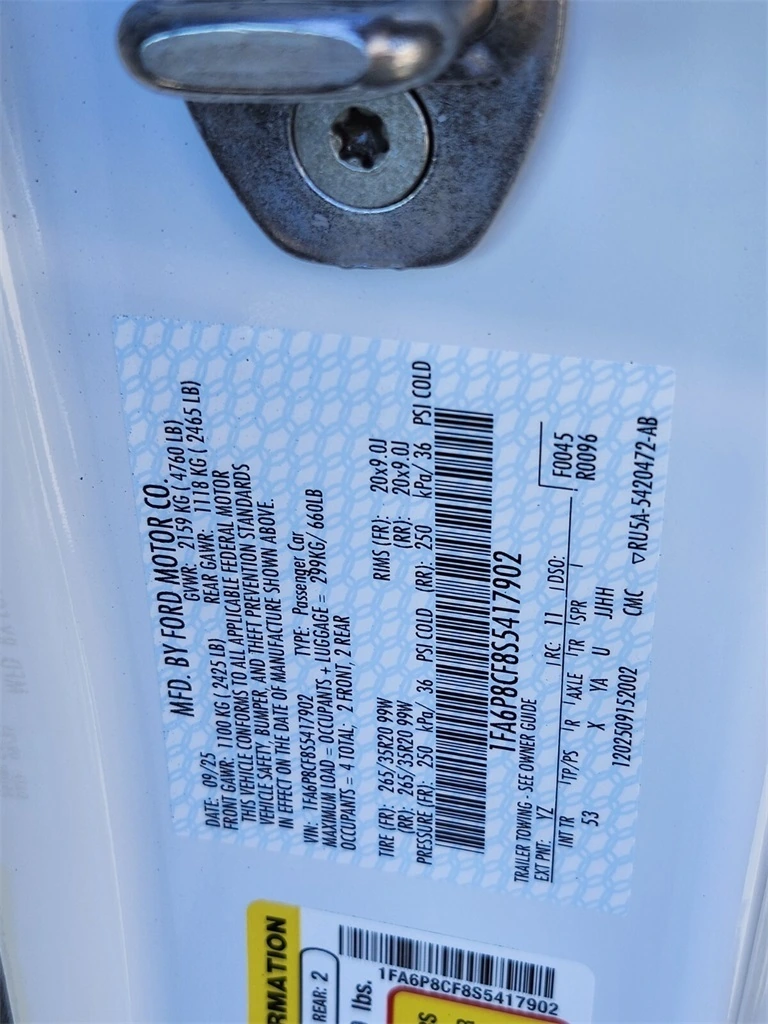 MFD. BY FORD MOTOR CO.
DATE: 09/25 GVWR: 2159 KG ( 4760 LB)
FRONT GAWR: 1100 KG ( 2425 LB) REAR GAWR: 1118 KG ( 2465 LB)
THIS VEHICLE CONFORMS TO ALL APPLICABLE FEDERAL MOTOR
VEHICLE SAFETY, BUMPER, AND THEFT PREVENTION STANDARDS
IN EFFECT ON THE DATE OF MANUFACTURE SHOWN ABOVE.
VIN: 1FA6P8CF8S5417902 TYPE: Passenger Car
MAXIMUM LOAD = OCCUPANTS + LUGGAGE = 299KG/ 660LB
OCCUPANTS = 4 TOTAL: 2 FRONT, 2 REAR
TIRE (FR): 265/35R20 99W RIMS (FR): 20x9.0J
(RR): 265/35R20 99W (RR): 20x9.0J
PRESSURE (FR): 250 kPa/ 36 PSI COLD (RR): 250 kPa/ 36 PSI COLD
1FA6P8CF8S5417902
TRAILER TOWING - SEE OWNER GUIDE
EXT PNT: YZ RC: 11 DSO: F0045
R0096
INT TR TP/PS R AXLE TR SPR
53 X YA U JJHH
1202509152002 CMC ▽RU5A-5420472-AB
RMATION
REAR: 2
lbs.
1FA6P8CF8S5417902